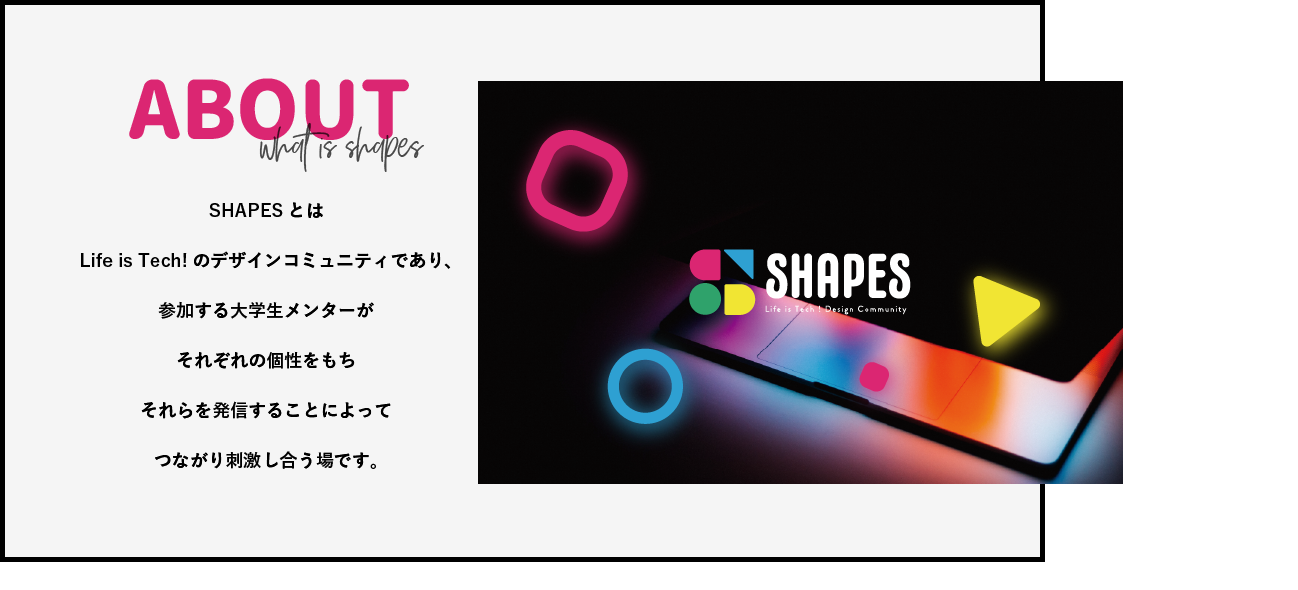 ABOUT
what is shapes
SHAPES とは
Life is Tech! のデザインコミュニティであり、
参加する大学生メンターが
それぞれの個性をもち
それらを発信することによって
つながり刺激し合う場です。
SHAPES
Life is Tech ! Design Community